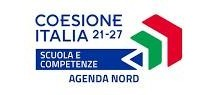 COESIONE
ITALIA 21-27
SCUOLA E
COMPETENZE
AGENDA NORD